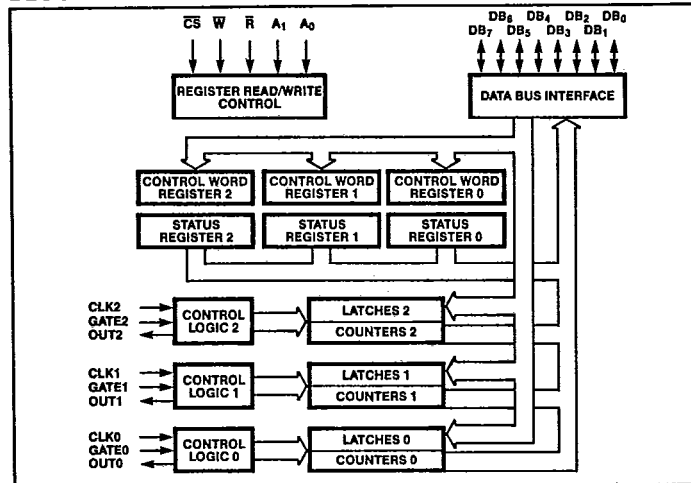 C̅S̅ W̅ R̅ A₁ A₀
DB₆ DB₄ DB₂ DB₀
DB₇ DB₅ DB₃ DB₁
REGISTER READ/WRITE
CONTROL
DATA BUS INTERFACE
CONTROL WORD
REGISTER 2
CONTROL WORD
REGISTER 1
CONTROL WORD
REGISTER 0
STATUS
REGISTER 2
STATUS
REGISTER 1
STATUS
REGISTER 0
CLK2
GATE2
OUT2
CONTROL
LOGIC 2
LATCHES 2
COUNTERS 2
CLK1
GATE1
OUT1
CONTROL
LOGIC 1
LATCHES 1
COUNTERS 1
CLK0
GATE0
OUT0
CONTROL
LOGIC 0
LATCHES 0
COUNTERS 0